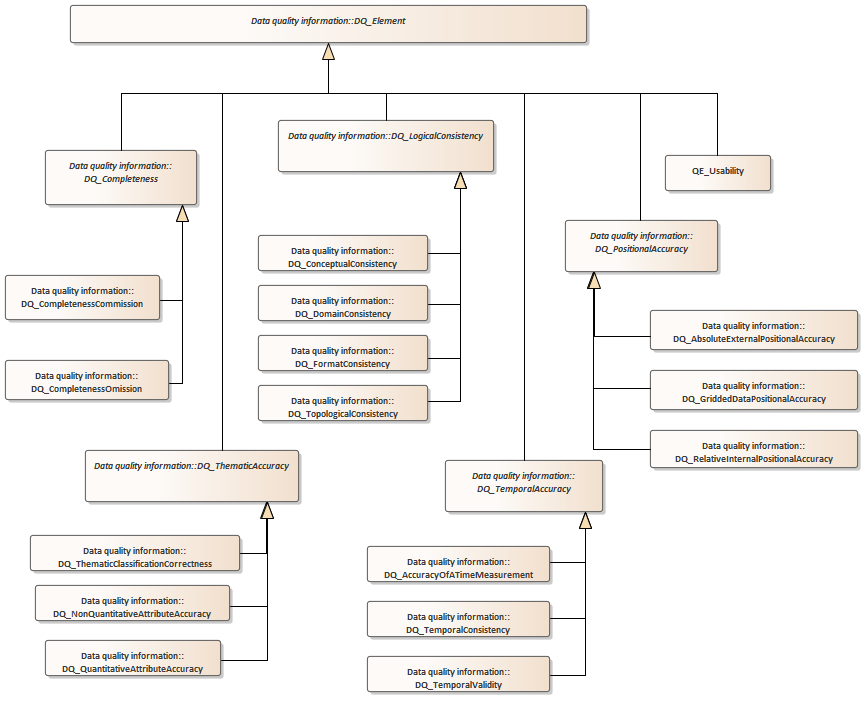 Data quality information::DQ_Element
Data quality information::DQ_LogicalConsistency
Data quality information::
DQ_Completeness
QE_Usability
Data quality information::
DQ_PositionalAccuracy
Data quality information::
DQ_ConceptualConsistency
Data quality information::
DQ_CompletenessCommission
Data quality information::
DQ_DomainConsistency
Data quality information::
DQ_AbsoluteExternalPositionalAccuracy
Data quality information::
DQ_FormatConsistency
Data quality information::
DQ_CompletenessOmission
Data quality information::
DQ_GriddedDataPositionalAccuracy
Data quality information::
DQ_TopologicalConsistency
Data quality information::
DQ_RelativeInternalPositionalAccuracy
Data quality information::DQ_ThematicAccuracy
Data quality information::
DQ_TemporalAccuracy
Data quality information::
DQ_ThematicClassificationCorrectness
Data quality information::
DQ_AccuracyOfATimeMeasurement
Data quality information::
DQ_NonQuantitativeAttributeAccuracy
Data quality information::
DQ_TemporalConsistency
Data quality information::
DQ_QuantitativeAttributeAccuracy
Data quality information::
DQ_TemporalValidity